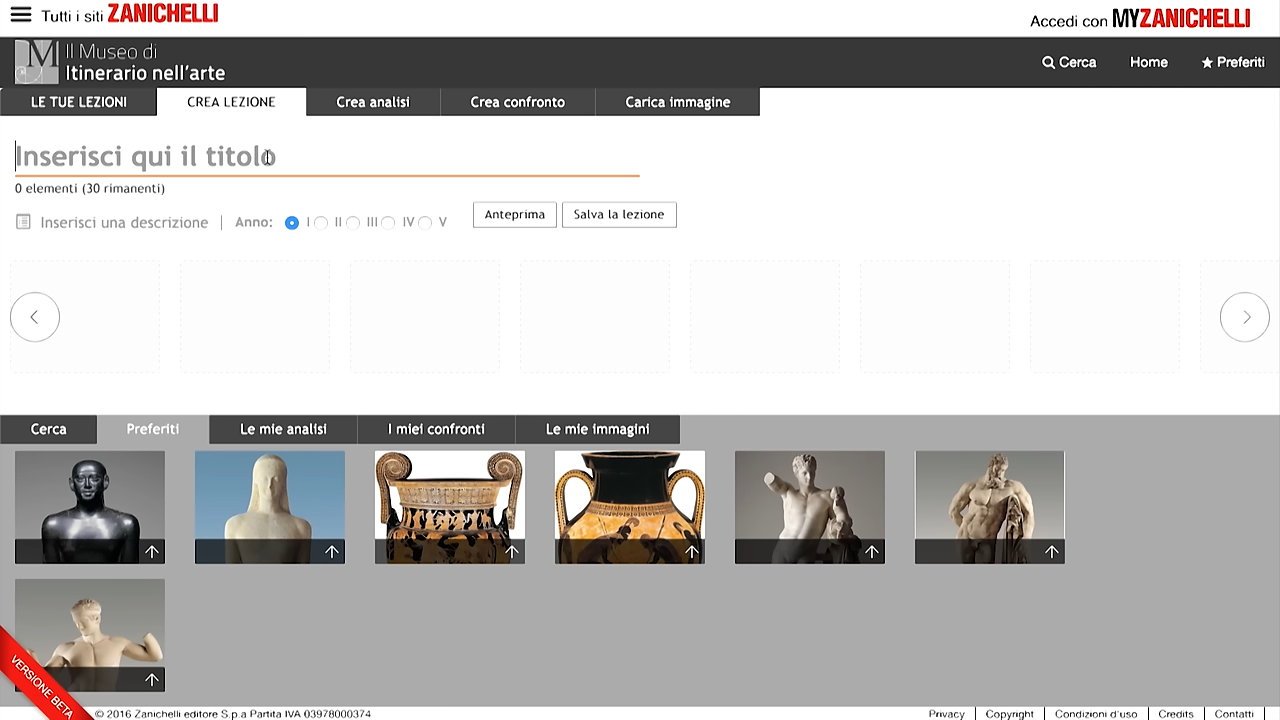 Tutti i siti ZANICHELLI
Accedi con MYZANICHELLI
Il Museo di
Itinerario nell'arte
Cerca Home Preferiti
LE TUE LEZIONI CREA LEZIONE Crea analisi Crea confronto Carica immagine
Inserisci qui il titolo
0 elementi (30 rimanenti)
Inserisci una descrizione | Anno: I II III IV V Anteprima Salva la lezione
Cerca Preferiti Le mie analisi I miei confronti Le mie immagini
VERSIONE BETA
© 2016 Zanichelli editore S.p.a Partita IVA 03978000374 Privacy | Copyright | Condizioni d'uso | Credits | Contatti |